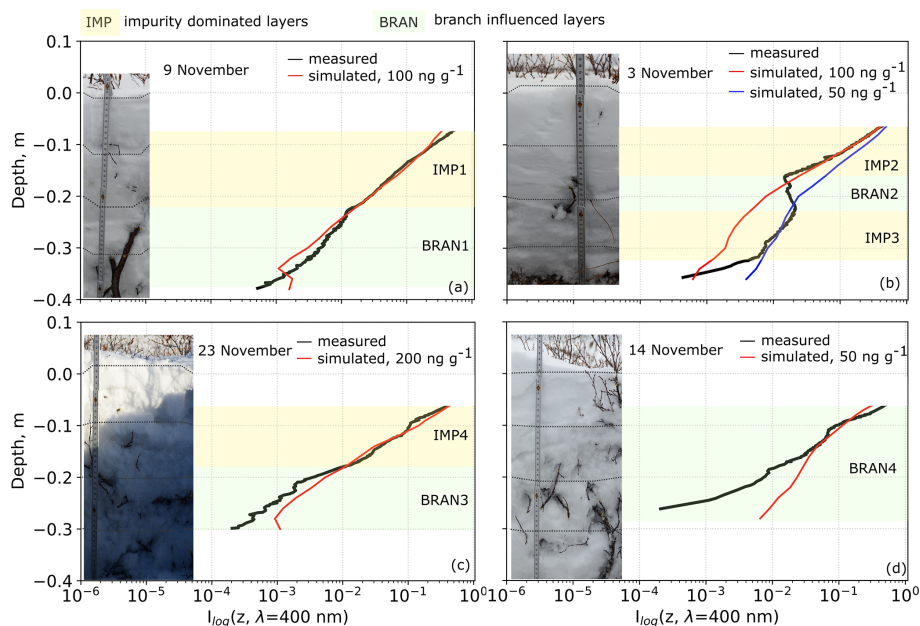 IMP impurity dominated layers BRAN branch influenced layers
0.1
0.0
−0.1
−0.2
−0.3
−0.4
Depth, m
9 November
measured
simulated, 100 ng g⁻¹
IMP1
BRAN1
(a)
3 November
measured
simulated, 100 ng g⁻¹
simulated, 50 ng g⁻¹
IMP2
BRAN2
IMP3
(b)
0.1
0.0
−0.1
−0.2
−0.3
−0.4
Depth, m
23 November
measured
simulated, 200 ng g⁻¹
IMP4
BRAN3
(c)
14 November
measured
simulated, 50 ng g⁻¹
BRAN4
(d)
10⁻⁶ 10⁻⁵ 10⁻⁴ 10⁻³ 10⁻² 10⁻¹ 10⁰
I_log(z, λ=400 nm)
10⁻⁶ 10⁻⁵ 10⁻⁴ 10⁻³ 10⁻² 10⁻¹ 10⁰
I_log(z, λ=400 nm)